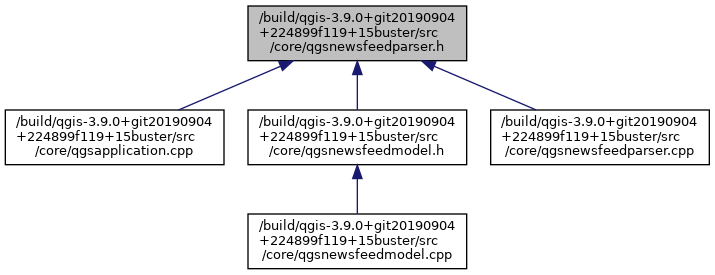 /build/qgis-3.9.0+git20190904
+224899f119+15buster/src
/core/qgsnewsfeedparser.h
/build/qgis-3.9.0+git20190904
+224899f119+15buster/src
/core/qgsapplication.cpp
/build/qgis-3.9.0+git20190904
+224899f119+15buster/src
/core/qgsnewsfeedmodel.h
/build/qgis-3.9.0+git20190904
+224899f119+15buster/src
/core/qgsnewsfeedparser.cpp
/build/qgis-3.9.0+git20190904
+224899f119+15buster/src
/core/qgsnewsfeedmodel.cpp